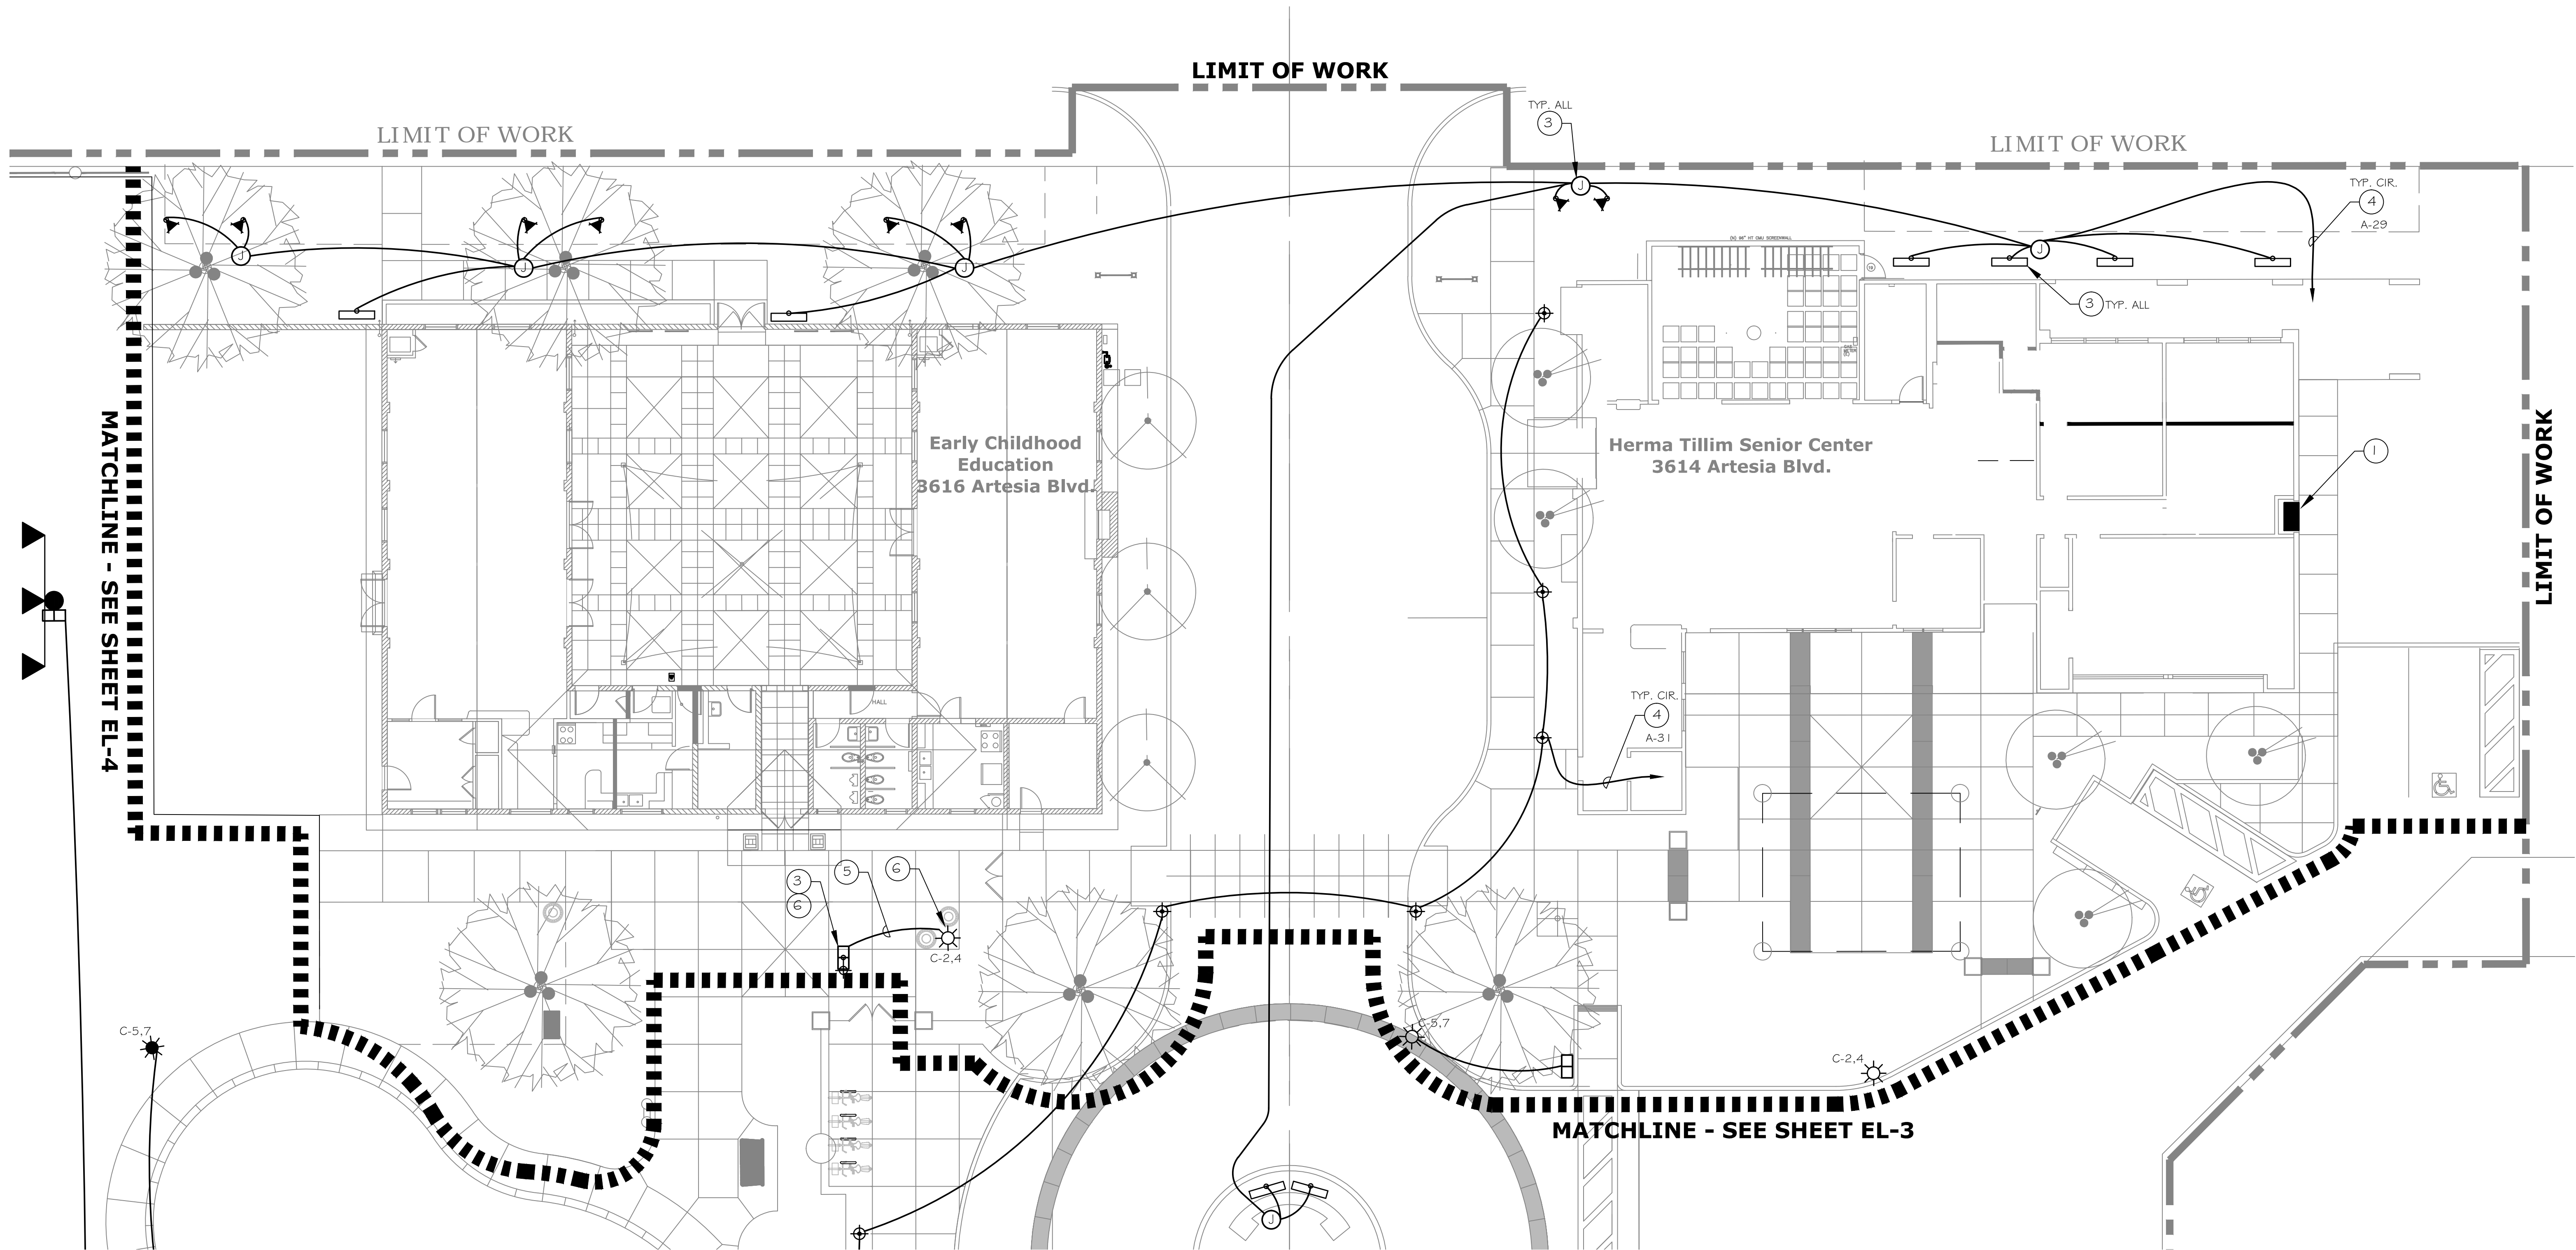 LIMIT OF WORK
TYP. ALL
3
LIMIT OF WORK
LIMIT OF WORK
TYP. CIR.
4
A-29
J
J
J
J
J
3
TYP. ALL
MATCHLINE - SEE SHEET EL-4
Early Childhood
Education
3616 Artesia Blvd.
Herma Tillim Senior Center
3614 Artesia Blvd.
1
LIMIT OF WORK
HALL
TYP. CIR.
4
A-31
3
6
5
6
C-2,4
C-5,7
C-5,7
C-2,4
MATCHLINE - SEE SHEET EL-3
J